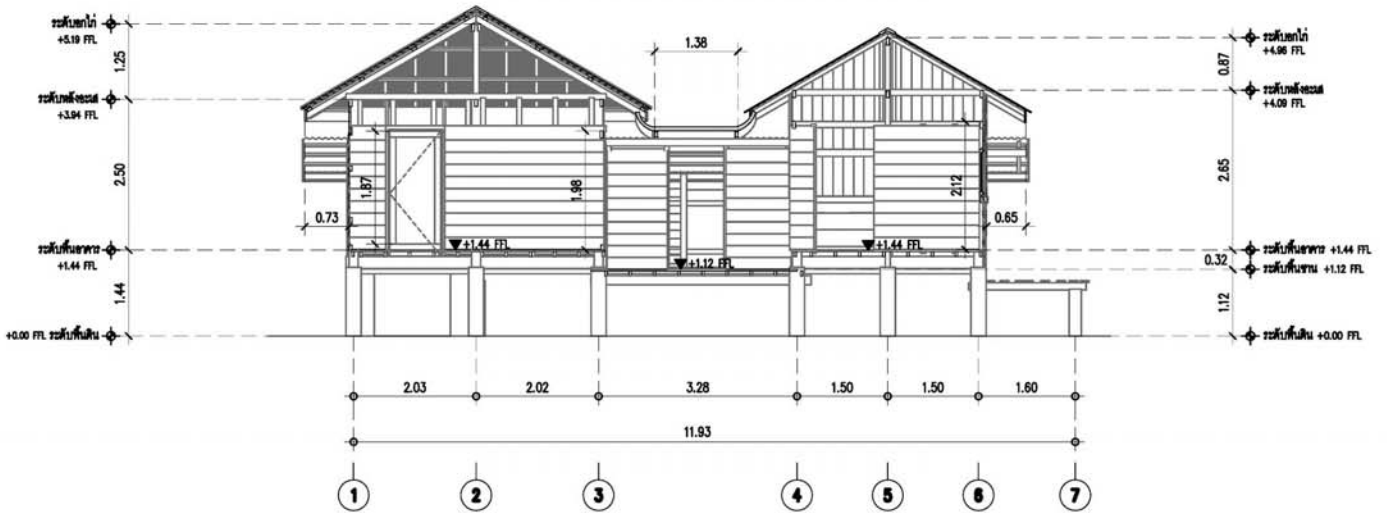 ระดับอกไก่
+5.19 FFL
1.25
ระดับหลังอะเส
+3.94 FFL
2.50
ระดับพื้นอาคาร
+1.44 FFL
1.44
+0.00 FFL ระดับพื้นดิน
1.38
0.73
1.87
1.98
+1.44 FFL
+1.12 FFL
2.12
+1.44 FFL
0.65
ระดับอกไก่
+4.96 FFL
0.87
ระดับหลังอะเส
+4.09 FFL
2.65
ระดับพื้นอาคาร +1.44 FFL
0.32
ระดับพื้นชาน +1.12 FFL
1.12
ระดับพื้นดิน +0.00 FFL
2.03
2.02
3.28
1.50
1.50
1.60
11.93
1
2
3
4
5
6
7